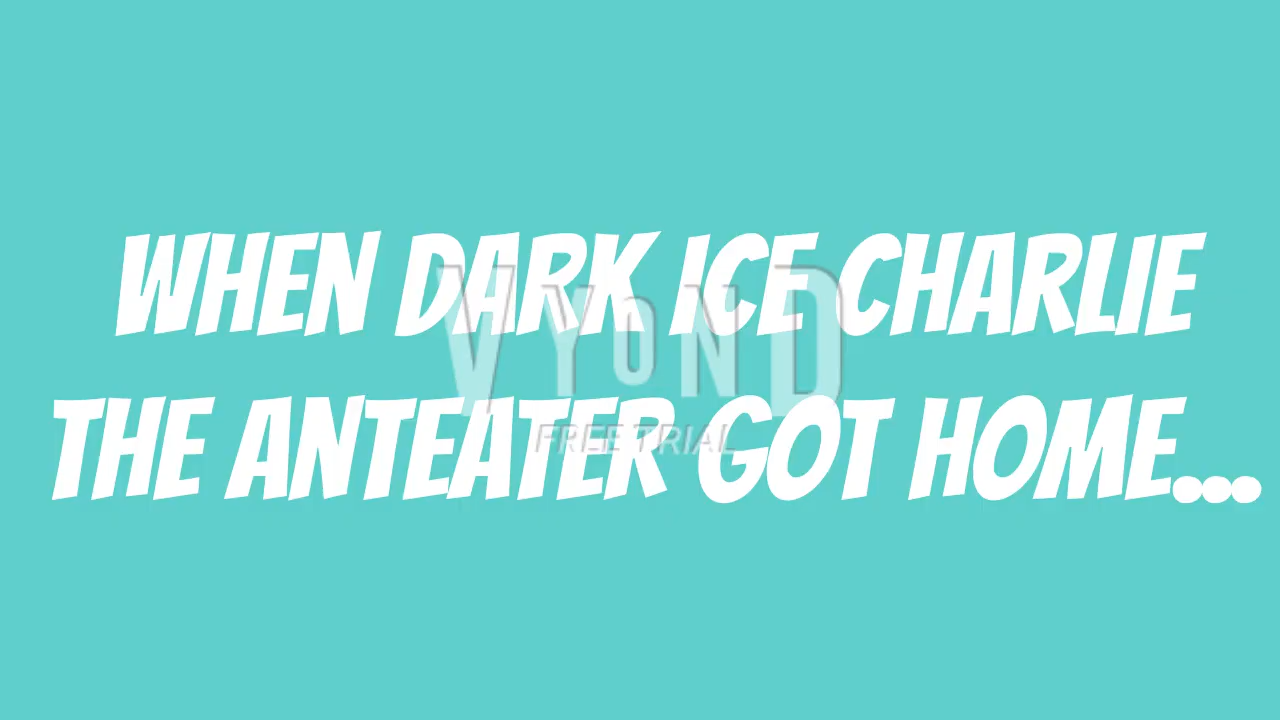 WHEN DARK ICE CHARLIE
VYOND
THE ANTEATER GOT HOME...
FREE TRIAL